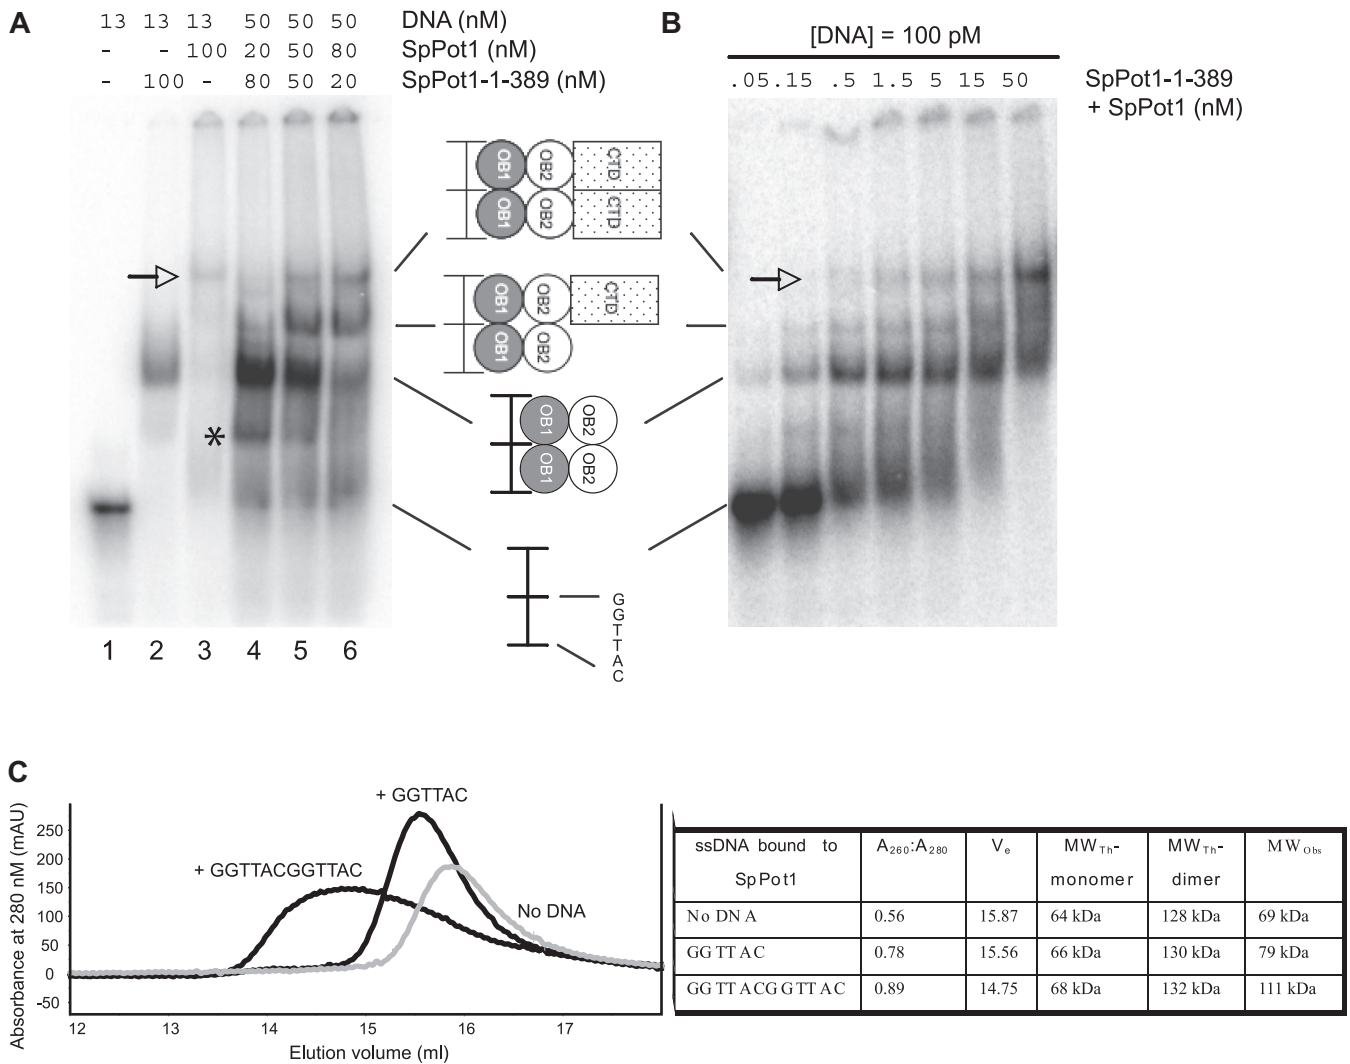 A
13 13 13 50 50 50 DNA (nM)
- - 100 20 50 80 SpPot1 (nM)
- 100 - 80 50 20 SpPot1-1-389 (nM)
B
[DNA] = 100 pM
.05 .15 .5 1.5 5 15 50 SpPot1-1-389
+ SpPot1 (nM)
OB1 OB2 CTD
OB1 OB2 CTD
OB1 OB2 CTD
OB1 OB2
*
OB1 OB2
OB1 OB2
G
G
T
T
A
C
1 2 3 4 5 6
C
Absorbance at 280 nM (mAU)
250
200
150
100
50
0
-50
+ GGTTAC
+ GGTTACGGTTAC
No DNA
12 13 14 15 16 17
Elution volume (ml)
ssDNA bound to SpPot1 A260:A280 Ve MWTh-monomer MWTh-dimer MWObs
No DNA 0.56 15.87 64 kDa 128 kDa 69 kDa
GGTTAC 0.78 15.56 66 kDa 130 kDa 79 kDa
GGTTACGGTTAC 0.89 14.75 68 kDa 132 kDa 111 kDa